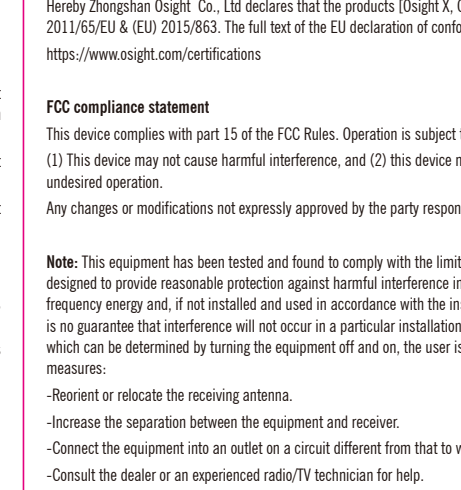 Hereby Zhongshan Osight Co., Ltd declares that the products [Osight X,
2011/65/EU & (EU) 2015/863. The full text of the EU declaration of confo
https://www.osight.com/certifications
FCC compliance statement
This device complies with part 15 of the FCC Rules. Operation is subject
(1) This device may not cause harmful interference, and (2) this device
undesired operation.
Any changes or modifications not expressly approved by the party respon
Note: This equipment has been tested and found to comply with the limit
designed to provide reasonable protection against harmful interference in
frequency energy and, if not installed and used in accordance with the ins
is no guarantee that interference will not occur in a particular installation
which can be determined by turning the equipment off and on, the user is
measures:
-Reorient or relocate the receiving antenna.
-Increase the separation between the equipment and receiver.
-Connect the equipment into an outlet on a circuit different from that to w
-Consult the dealer or an experienced radio/TV technician for help.